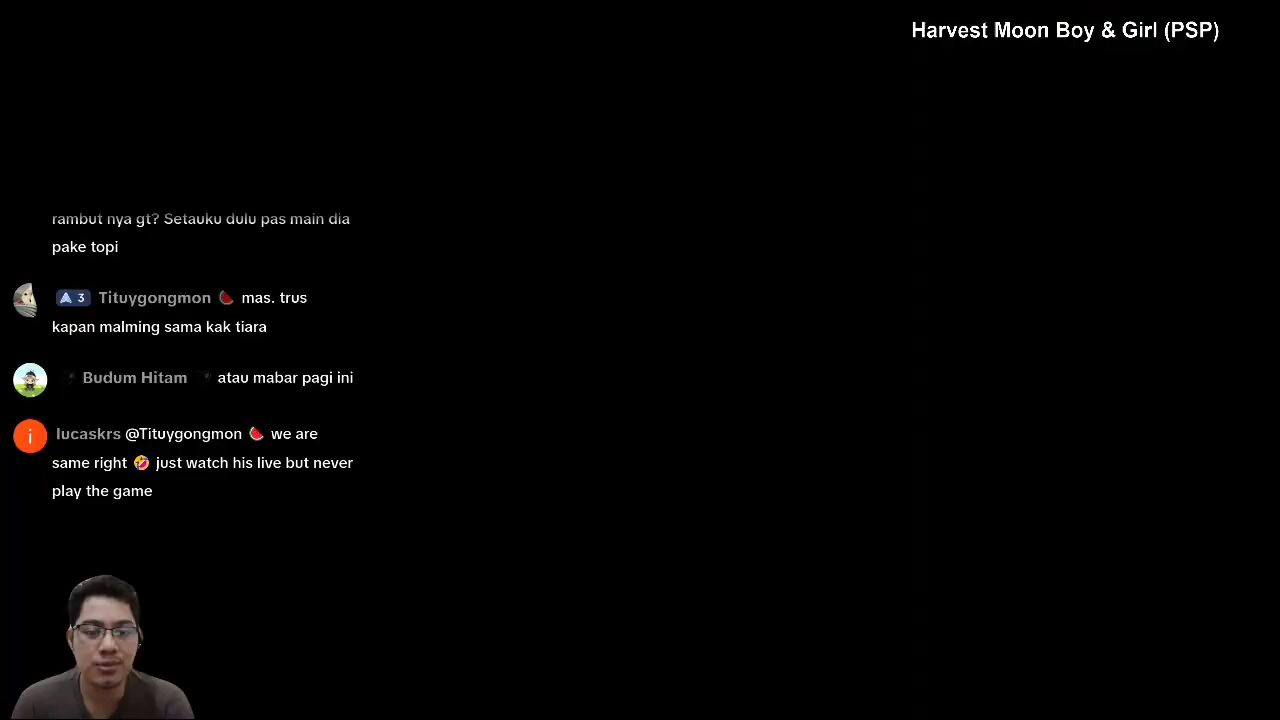 Harvest Moon Boy & Girl (PSP)
rambut nya gt? Setauku dulu pas main dia
pake topi
3 Tituygongmon 🍉 mas. trus
kapan malming sama kak tiara
Budum Hitam atau mabar pagi ini
lucaskrs @Tituygongmon 🍉 we are
same right 🤣 just watch his live but never
play the game